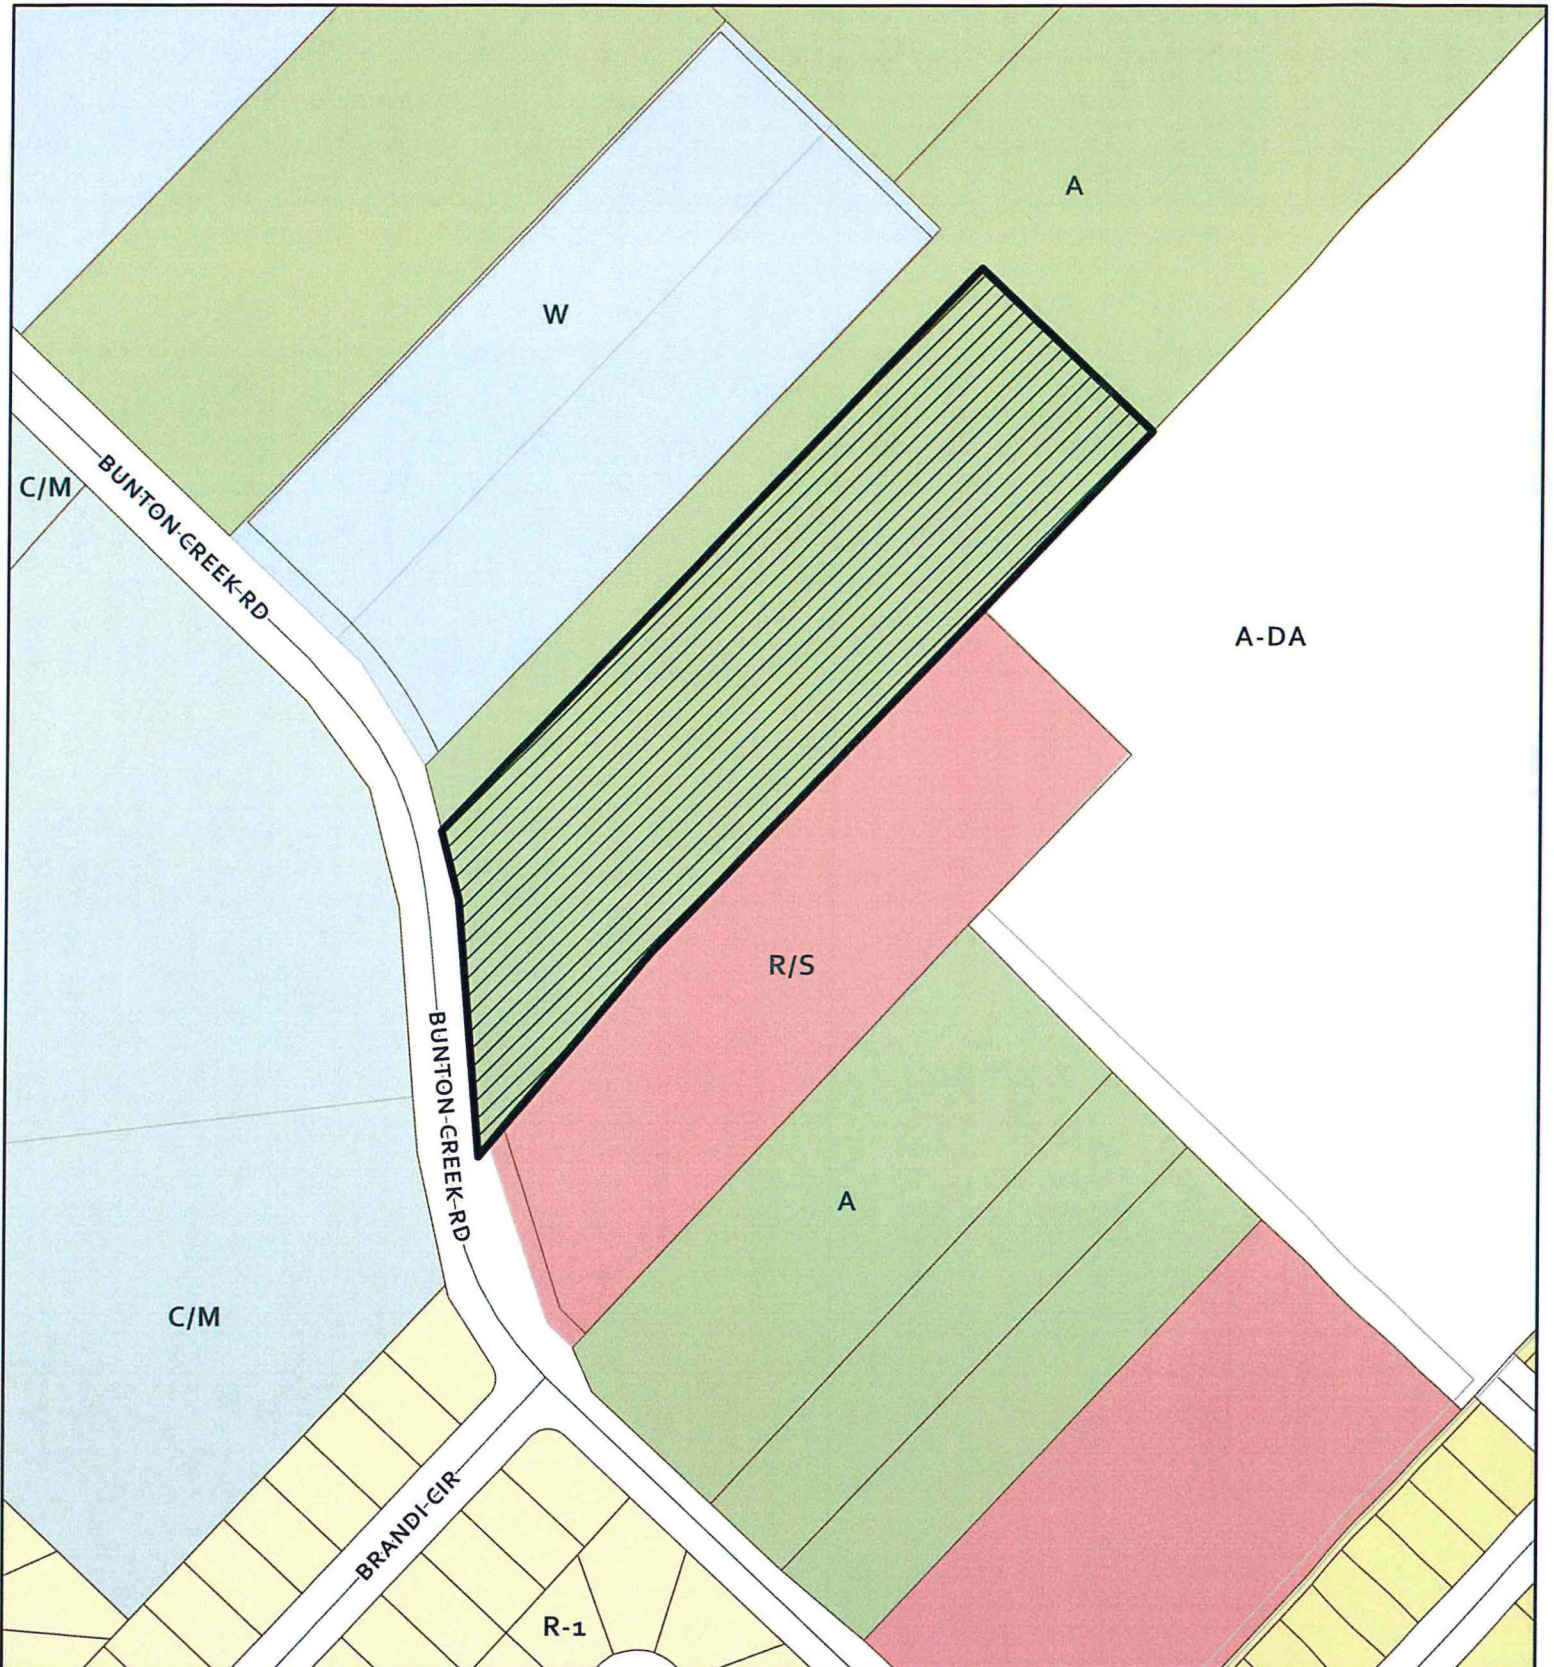 A
W
C/M
BUNTON CREEK RD
A-DA
R/S
BUNTON CREEK RD
A
C/M
BRANDI CIR
R-1